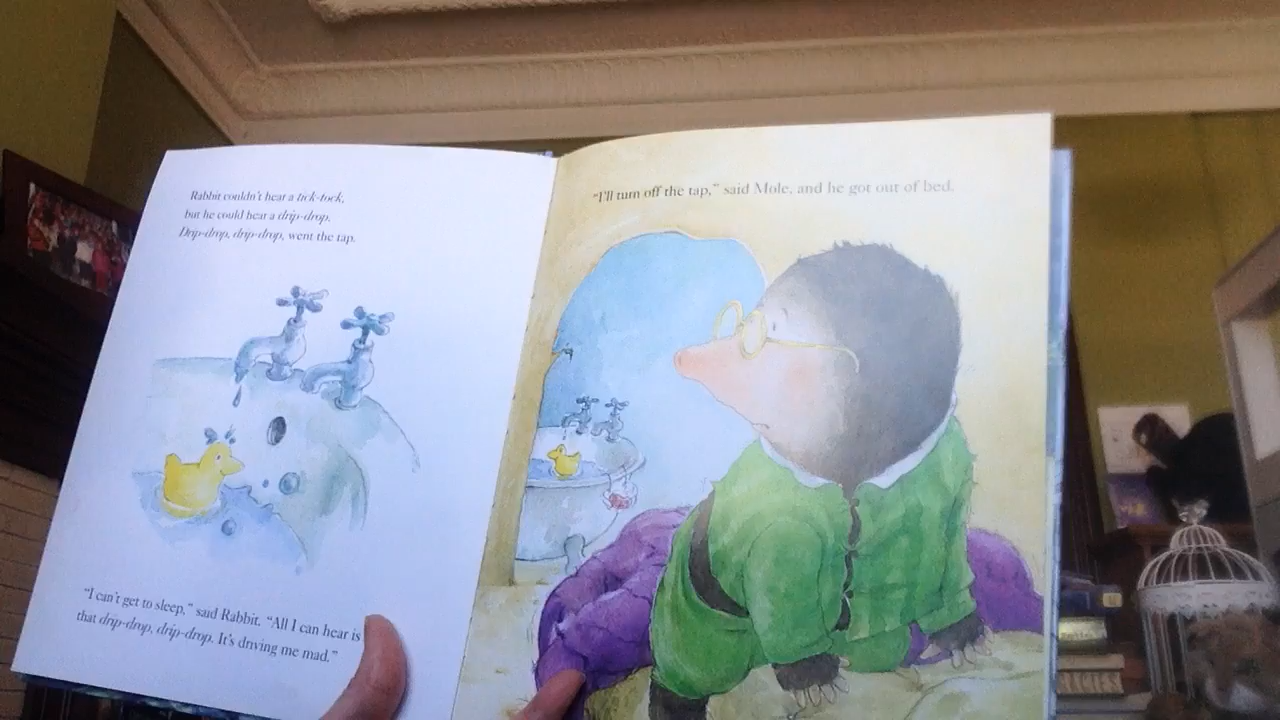 Rabbit couldn't hear a tick-tock,
but he could hear a drip-drop.
Drip-drop, drip-drop, went the tap.
"I can't get to sleep," said Rabbit. "All I can hear is
that drip-drop, drip-drop. It's driving me mad."
"I'll turn off the tap," said Mole, and he got out of bed.